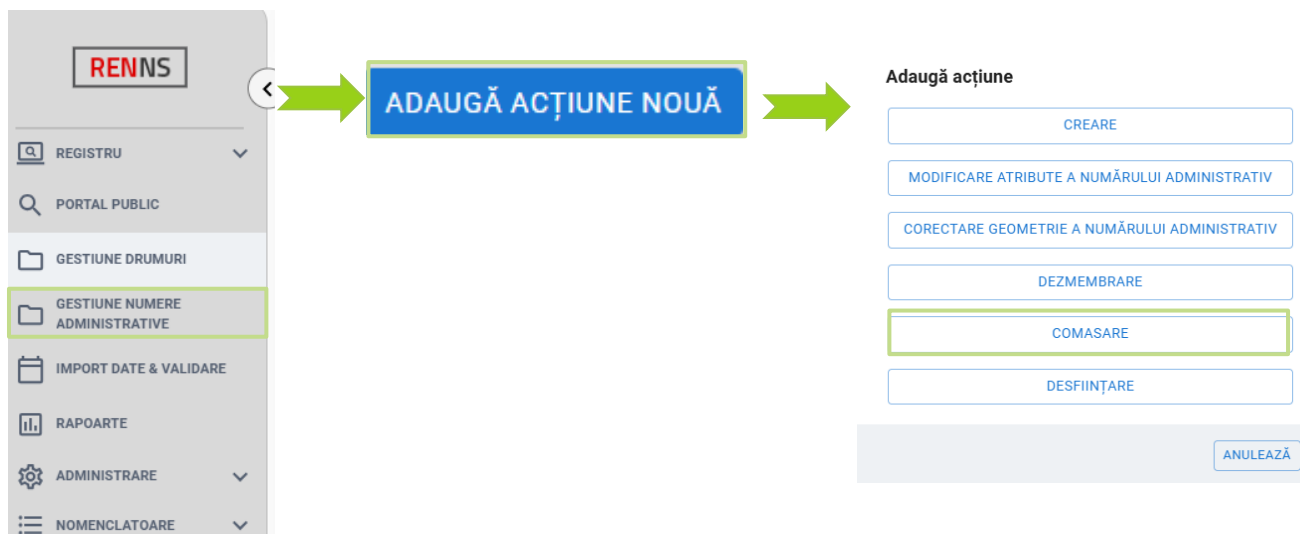 RENNS
REGISTRU
PORTAL PUBLIC
GESTIUNE DRUMURI
GESTIUNE NUMERE
ADMINISTRATIVE
IMPORT DATE & VALIDARE
RAPOARTE
ADMINISTRARE
NOMENCLATOARE
ADAUGĂ ACȚIUNE NOUĂ
Adaugă acțiune
CREARE
MODIFICARE ATRIBUTE A NUMĂRULUI ADMINISTRATIV
CORECTARE GEOMETRIE A NUMĂRULUI ADMINISTRATIV
DEZMEMBRARE
COMASARE
DESFIINȚARE
ANULEAZĂ